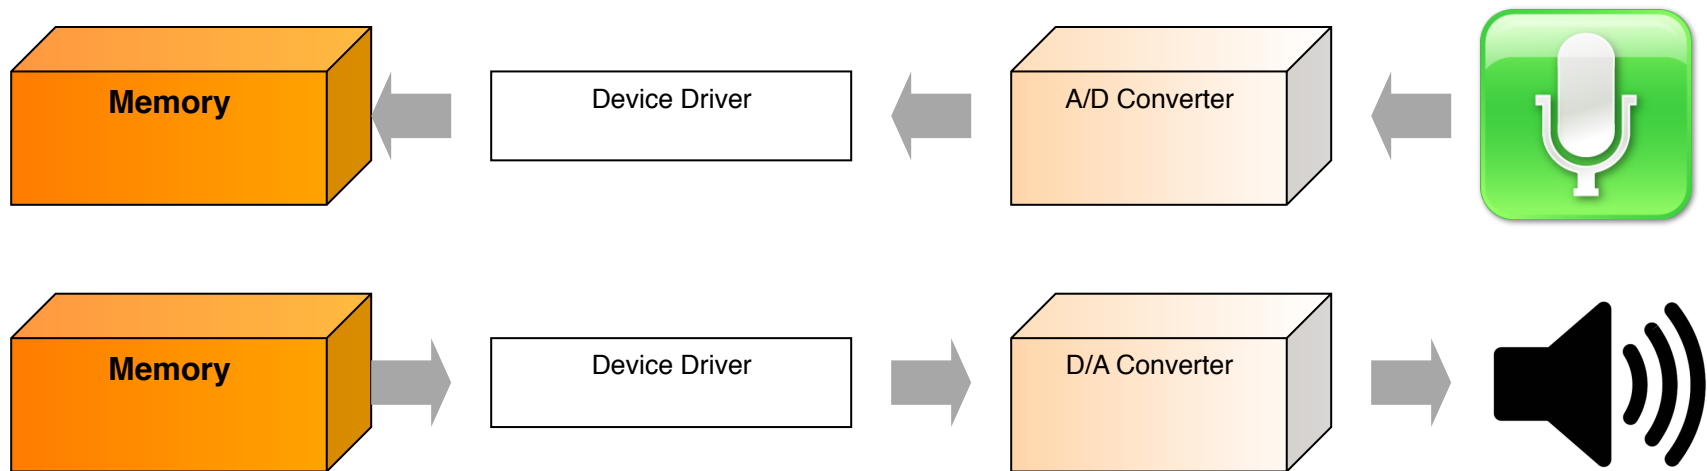 Memory
Device Driver
A/D Converter
Memory
Device Driver
D/A Converter